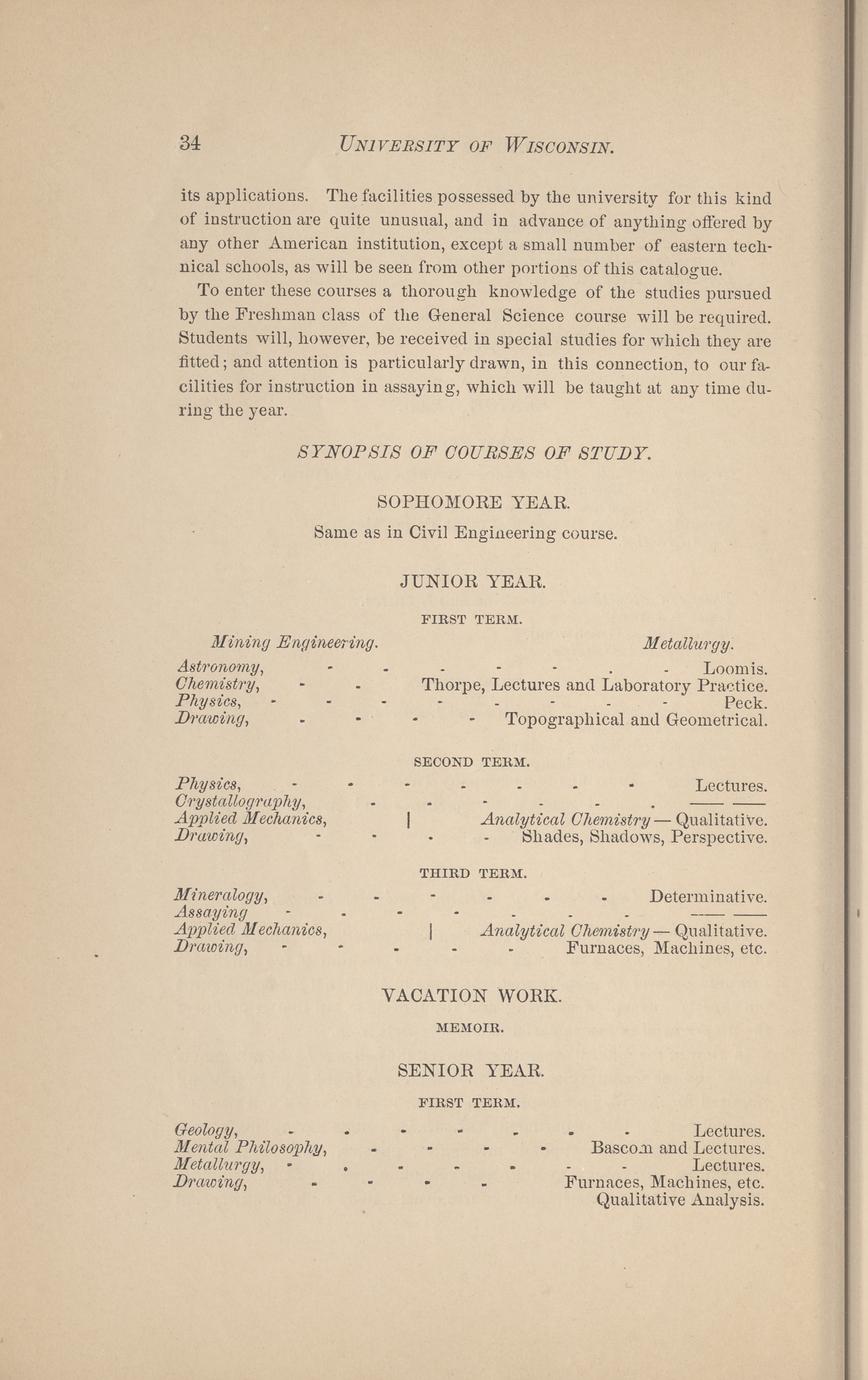 34 UNIVERSITY OF WISCONSIN.
its applications. The facilities possessed by the university for this kind
of instruction are quite unusual, and in advance of anything offered by
any other American institution, except a small number of eastern tech-
nical schools, as will be seen from other portions of this catalogue.
To enter these courses a thorough knowledge of the studies pursued
by the Freshman class of the General Science course will be required.
Students will, however, be received in special studies for which they are
fitted; and attention is particularly drawn, in this connection, to our fa-
cilities for instruction in assaying, which will be taught at any time du-
ring the year.
SYNOPSIS OF COURSES OF STUDY.
SOPHOMORE YEAR.
Same as in Civil Engineering course.
JUNIOR YEAR.
FIRST TERM.
Mining Engineering. Metallurgy.
Astronomy, - - - - - - - Loomis.
Chemistry, - - Thorpe, Lectures and Laboratory Practice.
Physics, - - - - - - - - Peck.
Drawing, - - - - Topographical and Geometrical.
SECOND TERM.
Physics, - - - - - - - Lectures.
Crystallography, - - - - - - —— ——
Applied Mechanics, | Analytical Chemistry — Qualitative.
Drawing, - - - - Shades, Shadows, Perspective.
THIRD TERM.
Mineralogy, - - - - - - Determinative.
Assaying - - - - - - - —— ——
Applied Mechanics, | Analytical Chemistry — Qualitative.
Drawing, - - - - - Furnaces, Machines, etc.
VACATION WORK.
MEMOIR.
SENIOR YEAR.
FIRST TERM.
Geology, - - - - - - - Lectures.
Mental Philosophy, - - - - Bascom and Lectures.
Metallurgy, - - - - - - - Lectures.
Drawing, - - - - Furnaces, Machines, etc.
Qualitative Analysis.